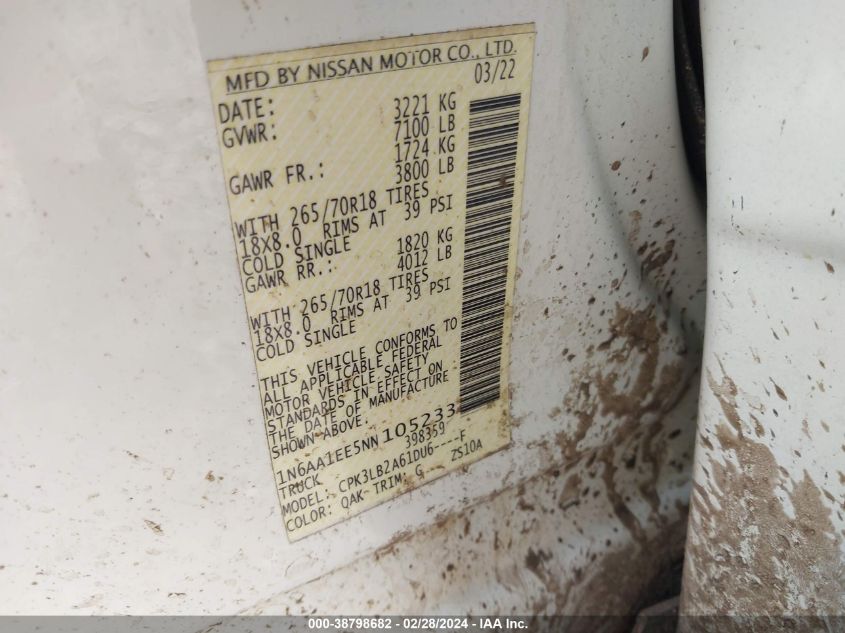 MFD BY NISSAN MOTOR CO., LTD.
DATE: 03/22
GVWR: 3221 KG
7100 LB
GAWR FR.: 1724 KG
3800 LB
WITH 265/70R18 TIRES
18X8.0 RIMS AT 39 PSI
COLD SINGLE
GAWR RR.: 1820 KG
4012 LB
WITH 265/70R18 TIRES
18X8.0 RIMS AT 39 PSI
COLD SINGLE
THIS VEHICLE CONFORMS TO
ALL APPLICABLE FEDERAL
MOTOR VEHICLE SAFETY
STANDARDS IN EFFECT ON
THE DATE OF MANUFACTURE
SHOWN ABOVE.
1N6AA1EE5NN105233
TRUCK 398359
MODEL: CPK3LB2A61DU6----F
COLOR: QAK TRIM: G ZS10A
000-38798682 - 02/28/2024 - IAA Inc.